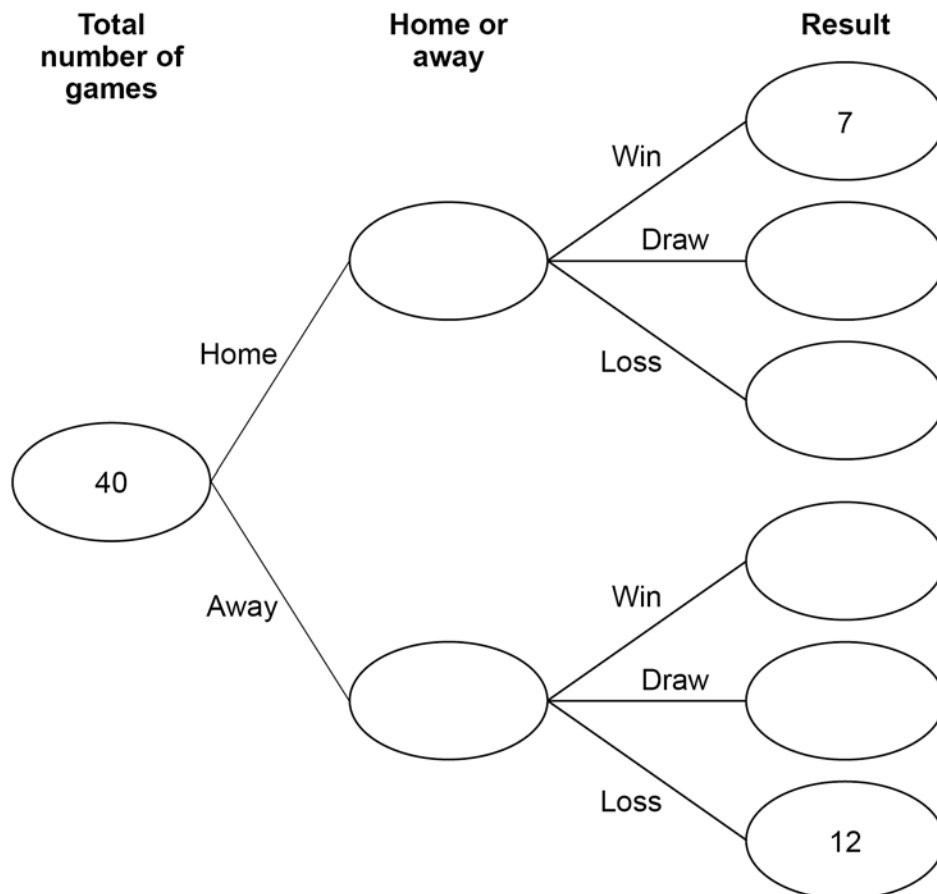 Total
number of
games
Home or
away
Result
7
Win
Draw
Loss
Home
40
Away
Win
Draw
Loss
12